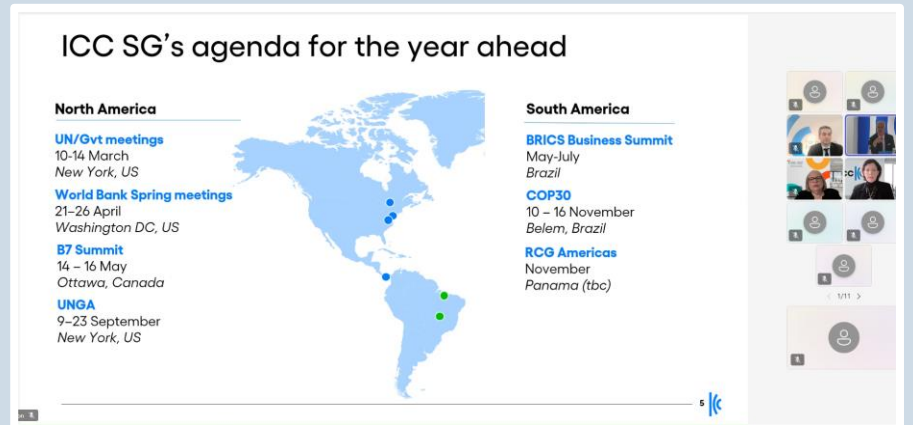 ICC SG’s agenda for the year ahead
North America
UN/Gvt meetings
10-14 March
New York, US
World Bank Spring meetings
21–26 April
Washington DC, US
B7 Summit
14 – 16 May
Ottawa, Canada
UNGA
9–23 September
New York, US
South America
BRICS Business Summit
May-July
Brazil
COP30
10 – 16 November
Belem, Brazil
RCG Americas
November
Panama (tbc)
5
1/11